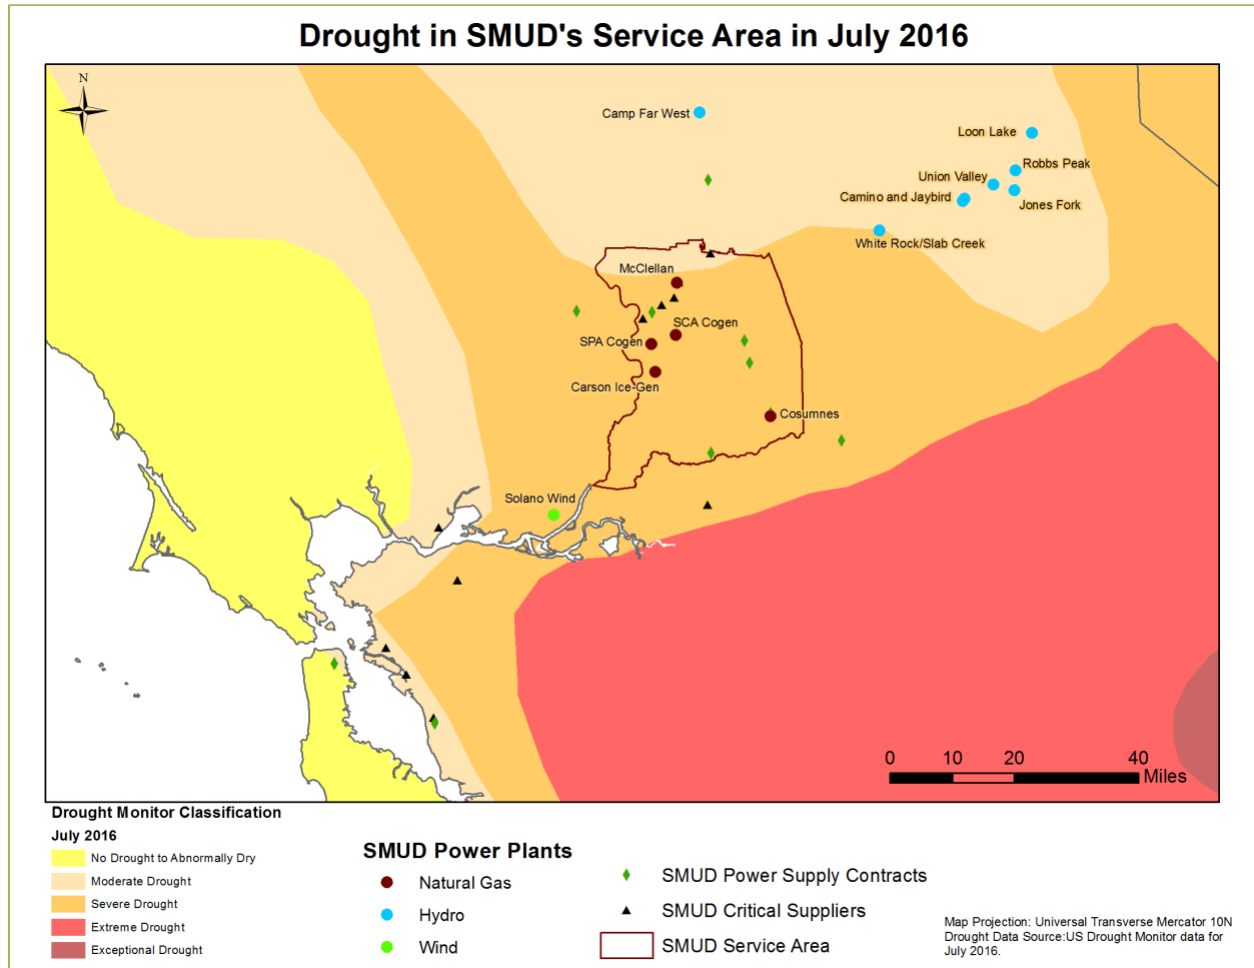 Drought in SMUD's Service Area in July 2016
N
Camp Far West
Loon Lake
Robbs Peak
Union Valley
Camino and Jaybird
Jones Fork
White Rock/Slab Creek
McClellan
SCA Cogen
SPA Cogen
Carson Ice-Gen
Cosumnes
Solano Wind
0 10 20 40
Miles
Drought Monitor Classification
July 2016
No Drought to Abnormally Dry
Moderate Drought
Severe Drought
Extreme Drought
Exceptional Drought
SMUD Power Plants
Natural Gas
Hydro
Wind
SMUD Power Supply Contracts
SMUD Critical Suppliers
SMUD Service Area
Map Projection: Universal Transverse Mercator 10N
Drought Data Source:US Drought Monitor data for
July 2016.